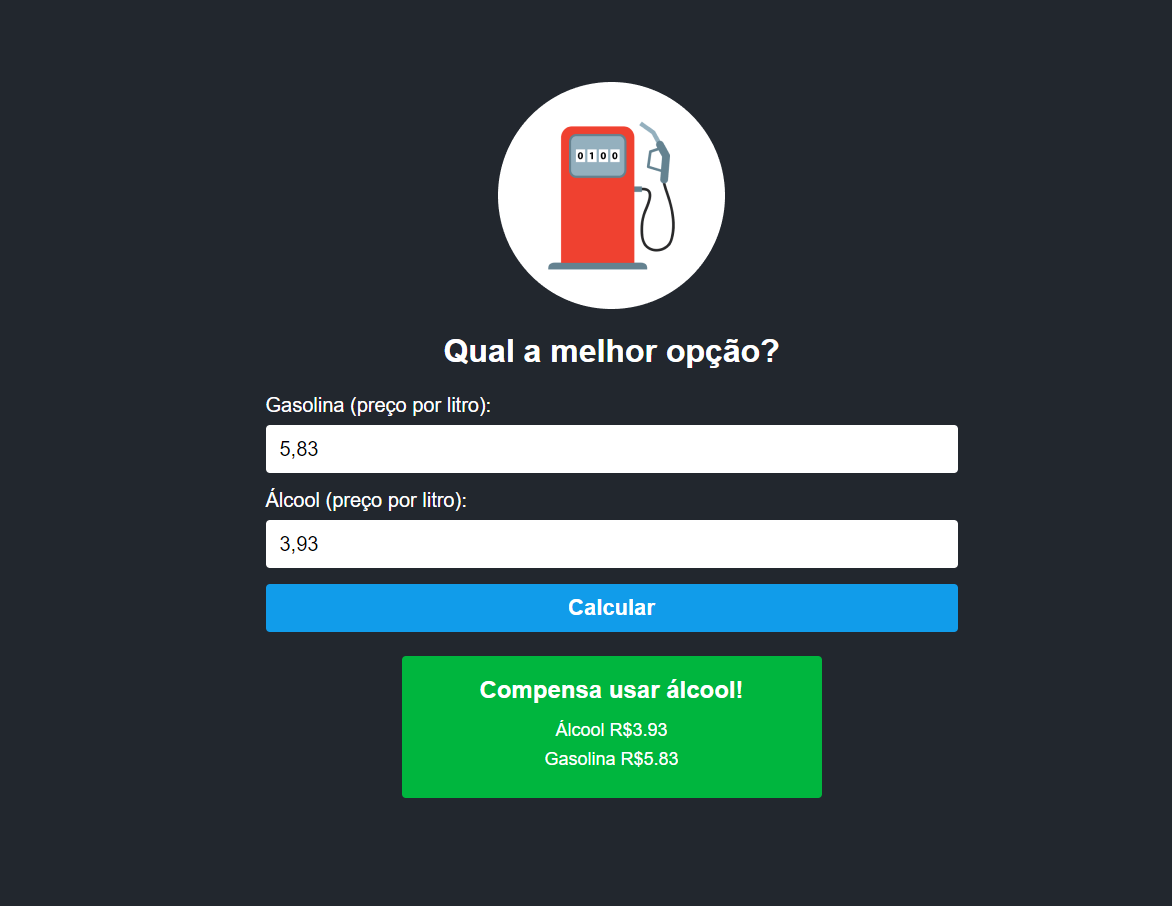 0100
Qual a melhor opção?
Gasolina (preço por litro):
5,83
Álcool (preço por litro):
3,93
Calcular
Compensa usar álcool!
Álcool R$3.93
Gasolina R$5.83